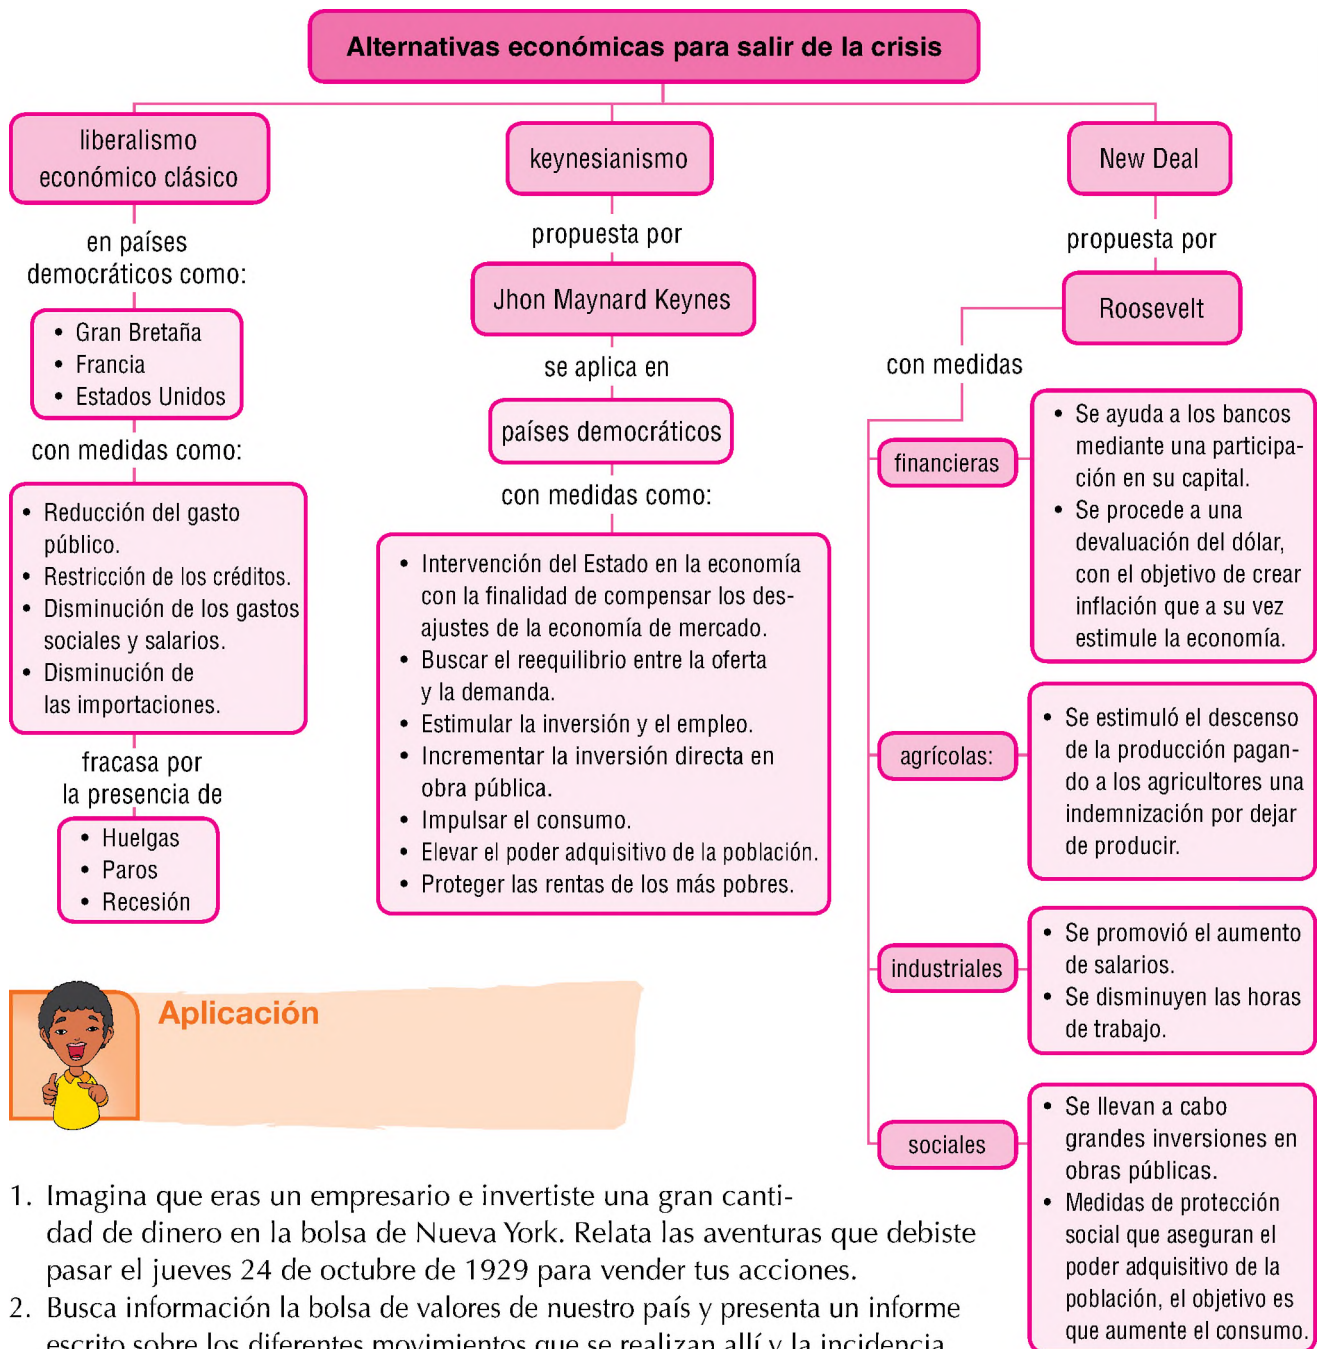 Alternativas económicas para salir de la crisis
liberalismo
económico clásico
en países
democráticos como:
• Gran Bretaña
• Francia
• Estados Unidos
con medidas como:
• Reducción del gasto
público.
• Restricción de los créditos.
• Disminución de los gastos
sociales y salarios.
• Disminución de
las importaciones.
fracasa por
la presencia de
• Huelgas
• Paros
• Recesión
keynesianismo
propuesta por
Jhon Maynard Keynes
se aplica en
países democráticos
con medidas como:
• Intervención del Estado en la economía
con la finalidad de compensar los des-
ajustes de la economía de mercado.
• Buscar el reequilibrio entre la oferta
y la demanda.
• Estimular la inversión y el empleo.
• Incrementar la inversión directa en
obra pública.
• Impulsar el consumo.
• Elevar el poder adquisitivo de la población.
• Proteger las rentas de los más pobres.
New Deal
propuesta por
Roosevelt
con medidas
financieras
• Se ayuda a los bancos
mediante una participa-
ción en su capital.
• Se procede a una
devaluación del dólar,
con el objetivo de crear
inflación que a su vez
estimule la economía.
agrícolas:
• Se estimuló el descenso
de la producción pagan-
do a los agricultores una
indemnización por dejar
de producir.
industriales
• Se promovió el aumento
de salarios.
• Se disminuyen las horas
de trabajo.
sociales
• Se llevan a cabo
grandes inversiones en
obras públicas.
• Medidas de protección
social que aseguran el
poder adquisitivo de la
población, el objetivo es
que aumente el consumo.
Aplicación
1. Imagina que eras un empresario e invertiste una gran canti-
dad de dinero en la bolsa de Nueva York. Relata las aventuras que debiste
pasar el jueves 24 de octubre de 1929 para vender tus acciones.
2. Busca información la bolsa de valores de nuestro país y presenta un informe
escrito sobre los diferentes movimientos que se realizan allí y la incidencia